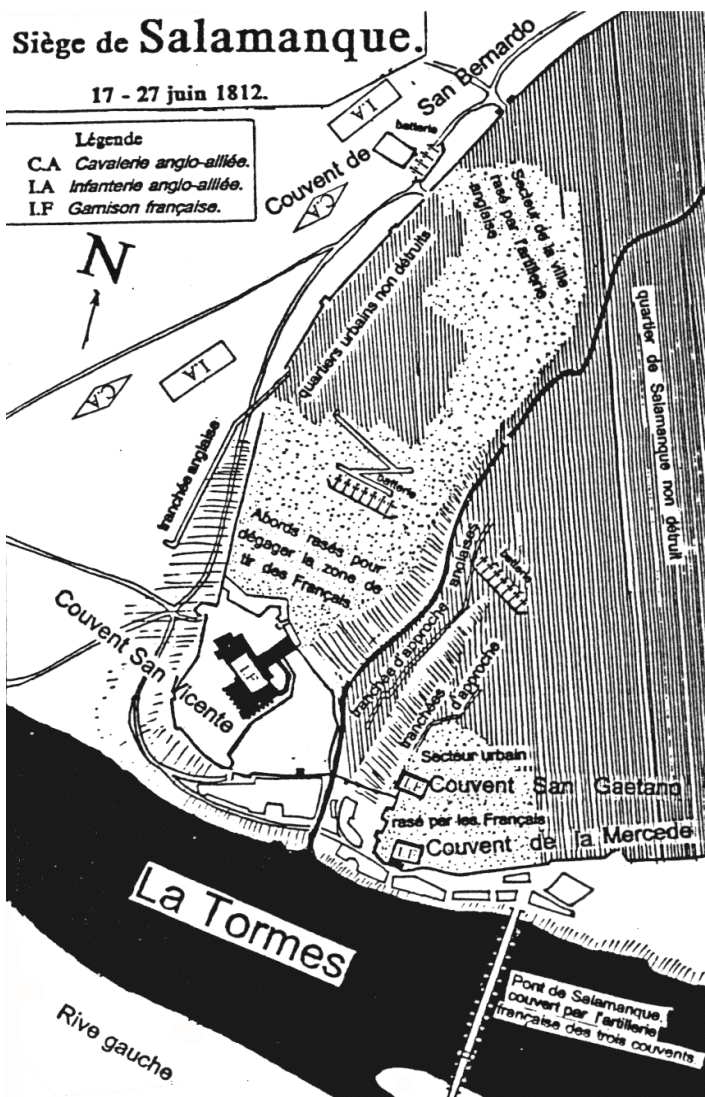 Siège de Salamanque.
17 - 27 juin 1812.
Légende
C.A Cavalerie anglo-alliée.
I.A Infanterie anglo-alliée.
I.F Garnison française.
N
I.A
San Bernardo
batterie
Couvent de
C.A
Secteur de la ville
rasé par l'artillerie
anglaise
quartiers urbains non détruits
quartier de Salamanque non détruit
I.A
C.A
tranchée anglaise
batterie
Abords rasés pour
dégager la zone de
tir des Français
batterie
tranchée d'approche anglaises
tranchées
d'approche
Couvent San Vicente
I.F
Secteur urbain
I.F
Couvent San Gaetano
rasé par les Français
I.F
Couvent de la Mercede
La Tormes
Pont de Salamanque.
couvert par l'artillerie
française des trois couvents.
Rive gauche